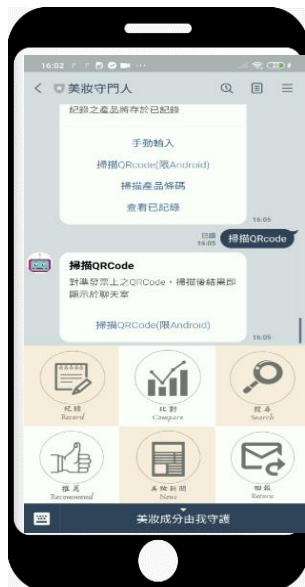 16:02
美妝守門人
紀錄之產品將存於已記錄
手動輸入
掃描QRcode(限Android)
掃描產品條碼
查看已記錄
16:05
已讀
16:05
掃描QRcode
掃描QRCode
對準發票上之QRCode，掃描後結果即
顯示於聊天室
掃描QRCode(限Android)
16:05
紀錄
Record
比對
Compare
搜尋
Search
推薦
Recommened
美妝新聞
News
回報
Return
美妝成分由我守護